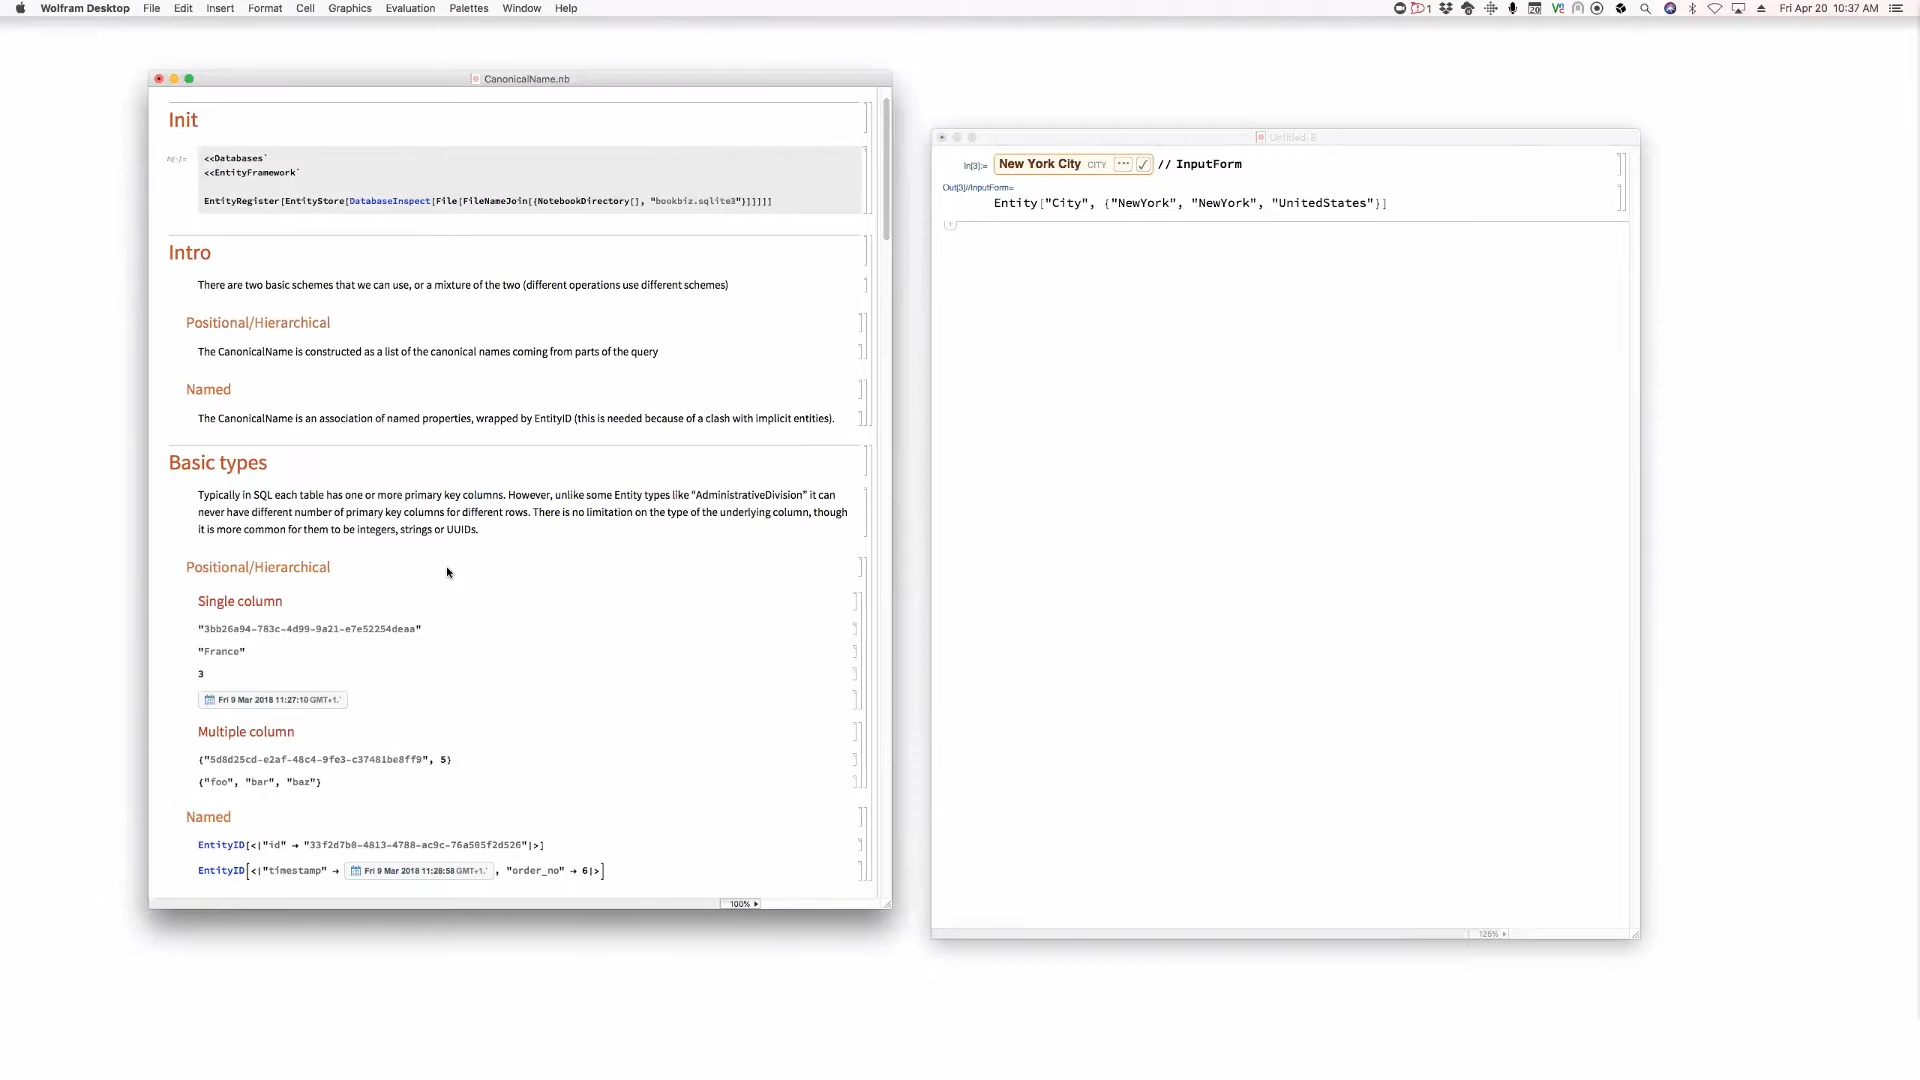 Wolfram Desktop File Edit Insert Format Cell Graphics Evaluation Palettes Window Help
1 20 Fri Apr 20 10:37 AM
CanonicalName.nb
Init
In[-]:= <<Databases`
<<EntityFramework`
EntityRegister[EntityStore[DatabaseInspect[File[FileNameJoin[{NotebookDirectory[], "bookbiz.sqlite3"}]]]]]
Intro
There are two basic schemes that we can use, or a mixture of the two (different operations use different schemes)
Positional/Hierarchical
The CanonicalName is constructed as a list of the canonical names coming from parts of the query
Named
The CanonicalName is an association of named properties, wrapped by EntityID (this is needed because of a clash with implicit entities).
Basic types
Typically in SQL each table has one or more primary key columns. However, unlike some Entity types like “AdministrativeDivision” it can
never have different number of primary key columns for different rows. There is no limitation on the type of the underlying column, though
it is more common for them to be integers, strings or UUIDs.
Positional/Hierarchical
Single column
"3bb26a94-783c-4d99-9a21-e7e52254deaa"
"France"
3
Fri 9 Mar 2018 11:27:10 GMT+1.`
Multiple column
{"5d8d25cd-e2af-48c4-9fe3-c37481be8ff9", 5}
{"foo", "bar", "baz"}
Named
EntityID[<|"id" → "33f2d7b0-4813-4788-ac9c-76a505f2d526"|>]
EntityID[<|"timestamp" → Fri 9 Mar 2018 11:28:58 GMT+1.`, "order_no" → 6|>]
100%
Untitled-8
In[3]:= New York City CITY ... // InputForm
Out[3]//InputForm=
Entity["City", {"NewYork", "NewYork", "UnitedStates"}]
125%